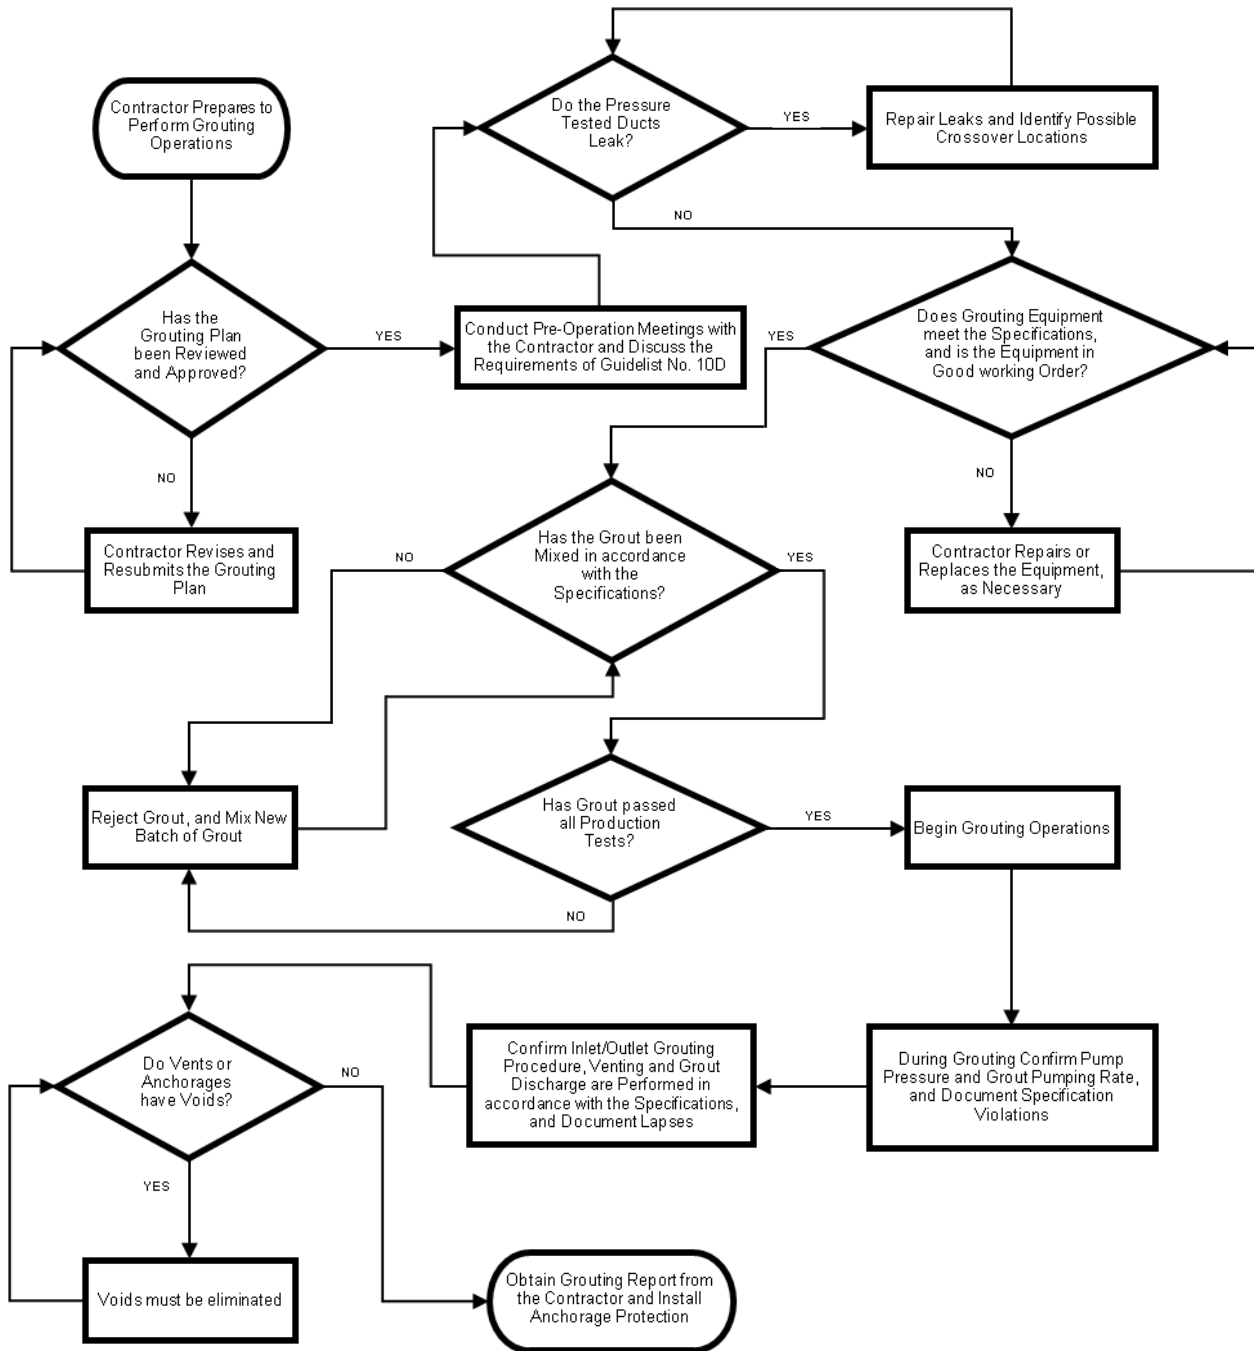 Contractor Prepares to
Perform Grouting
Operations
Has the
Grouting Plan
been Reviewed
and Approved?
YES
NO
Contractor Revises and
Resubmits the Grouting
Plan
Conduct Pre-Operation Meetings with
the Contractor and Discuss the
Requirements of Guidelist No. 10D
Do the Pressure
Tested Ducts
Leak?
YES
Repair Leaks and Identify Possible
Crossover Locations
NO
Does Grouting Equipment
meet the Specifications,
and is the Equipment in
Good working Order?
YES
NO
Contractor Repairs or
Replaces the Equipment,
as Necessary
Has the Grout been
Mixed in accordance
with the
Specifications?
NO
YES
Reject Grout, and Mix New
Batch of Grout
Has Grout passed
all Production
Tests?
YES
NO
Begin Grouting Operations
During Grouting Confirm Pump
Pressure and Grout Pumping Rate,
and Document Specification
Violations
Confirm Inlet/Outlet Grouting
Procedure, Venting and Grout
Discharge are Performed in
accordance with the Specifications,
and Document Lapses
Do Vents or
Anchorages
have Voids?
NO
YES
Voids must be eliminated
Obtain Grouting Report from
the Contractor and Install
Anchorage Protection